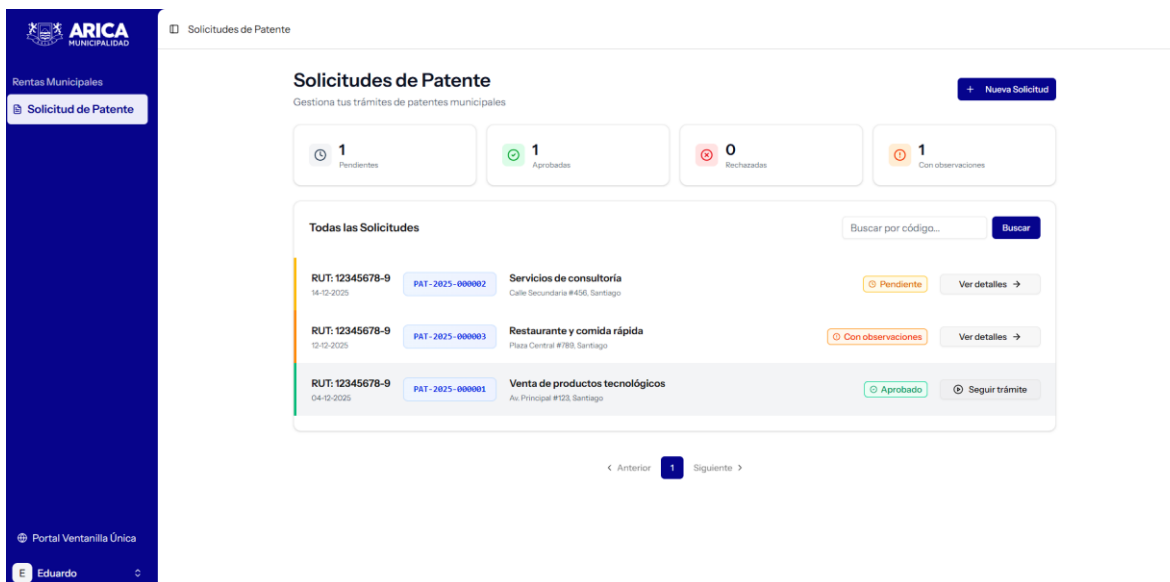 ARICA
MUNICIPALIDAD
Rentas Municipales
Solicitud de Patente
Portal Ventanilla Única
E Eduardo
Solicitudes de Patente
Solicitudes de Patente
Gestiona tus trámites de patentes municipales
+ Nueva Solicitud
1
Pendientes
1
Aprobadas
0
Rechazadas
1
Con observaciones
Todas las Solicitudes
Buscar por código...
Buscar
RUT: 12345678-9
14-12-2025
PAT-2025-000002
Servicios de consultoría
Calle Secundaria #456, Santiago
Pendiente
Ver detalles →
RUT: 12345678-9
12-12-2025
PAT-2025-000003
Restaurante y comida rápida
Plaza Central #789, Santiago
Con observaciones
Ver detalles →
RUT: 12345678-9
04-12-2025
PAT-2025-000001
Venta de productos tecnológicos
Av. Principal #123, Santiago
Aprobado
Seguir trámite
< Anterior 1 Siguiente >